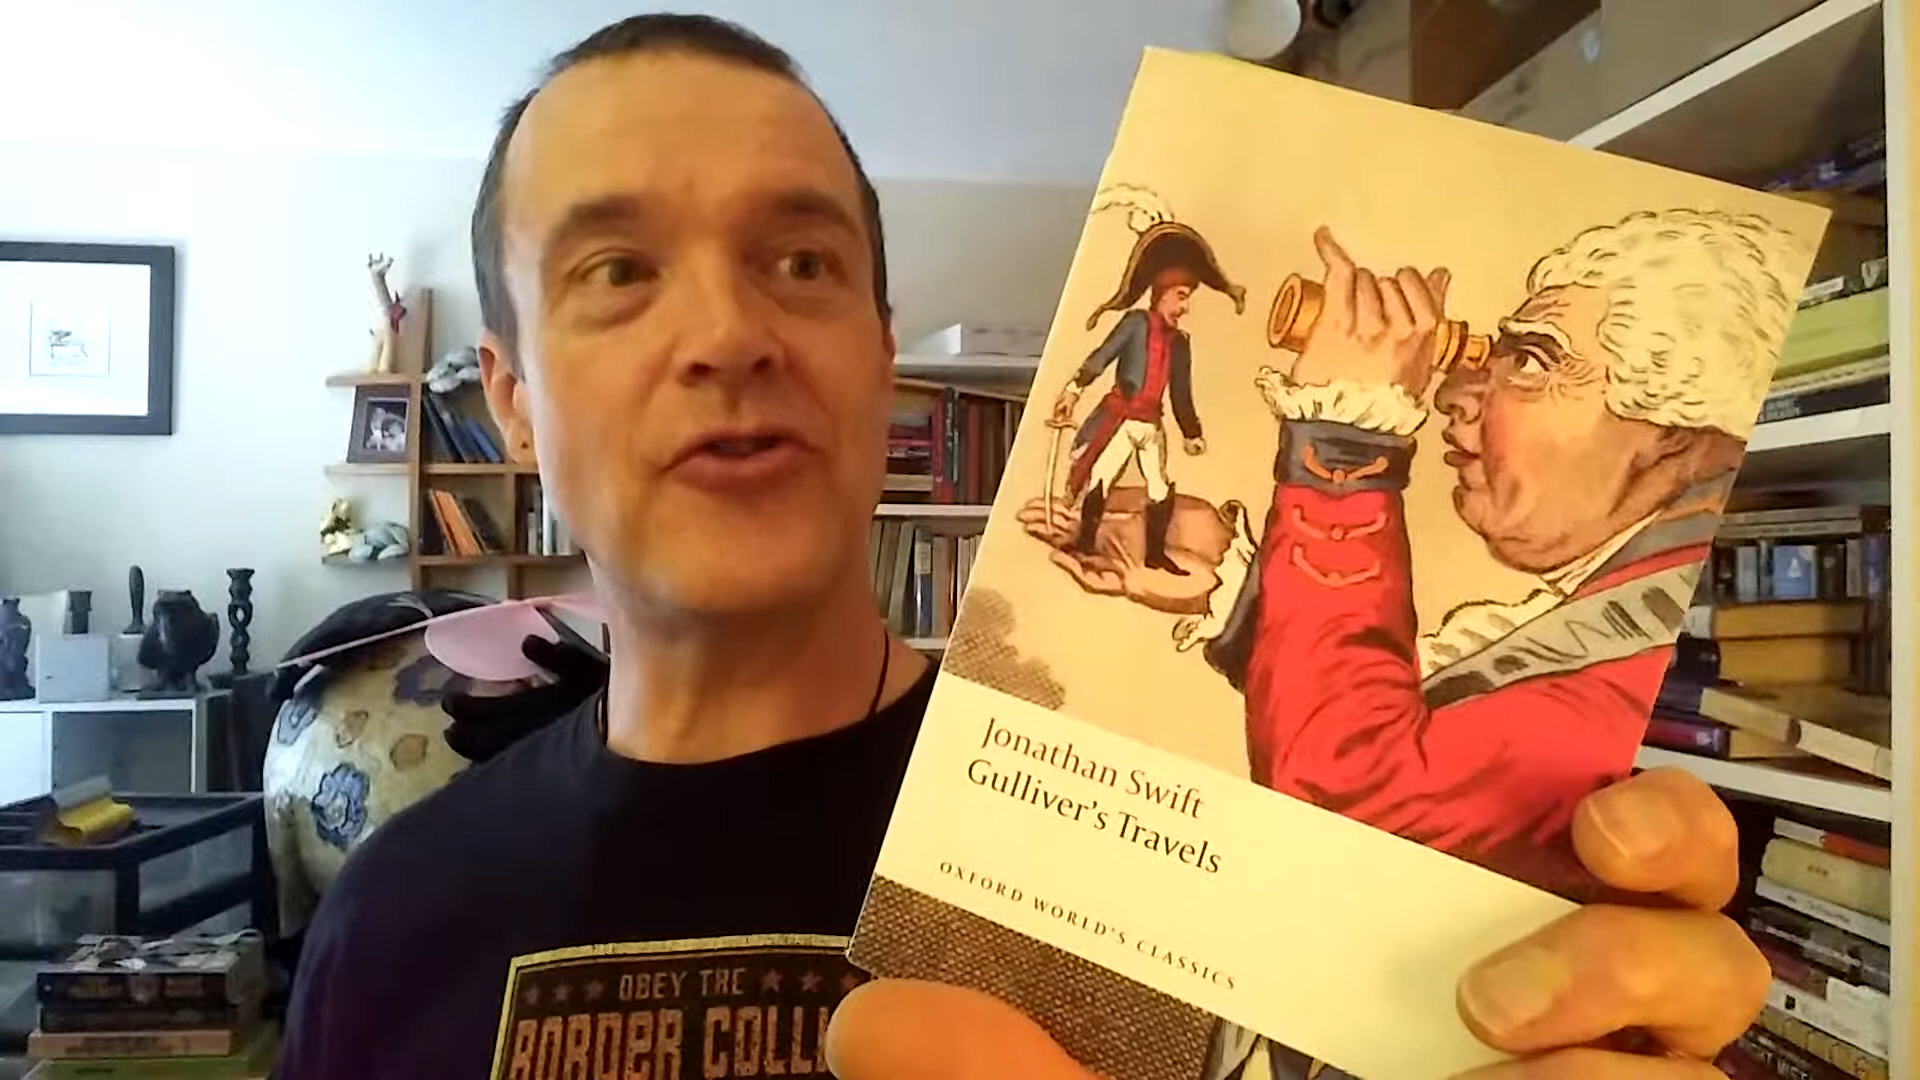 Jonathan Swift
Gulliver's Travels
OXFORD WORLD'S CLASSICS
OBEY THE
BORDER COLL